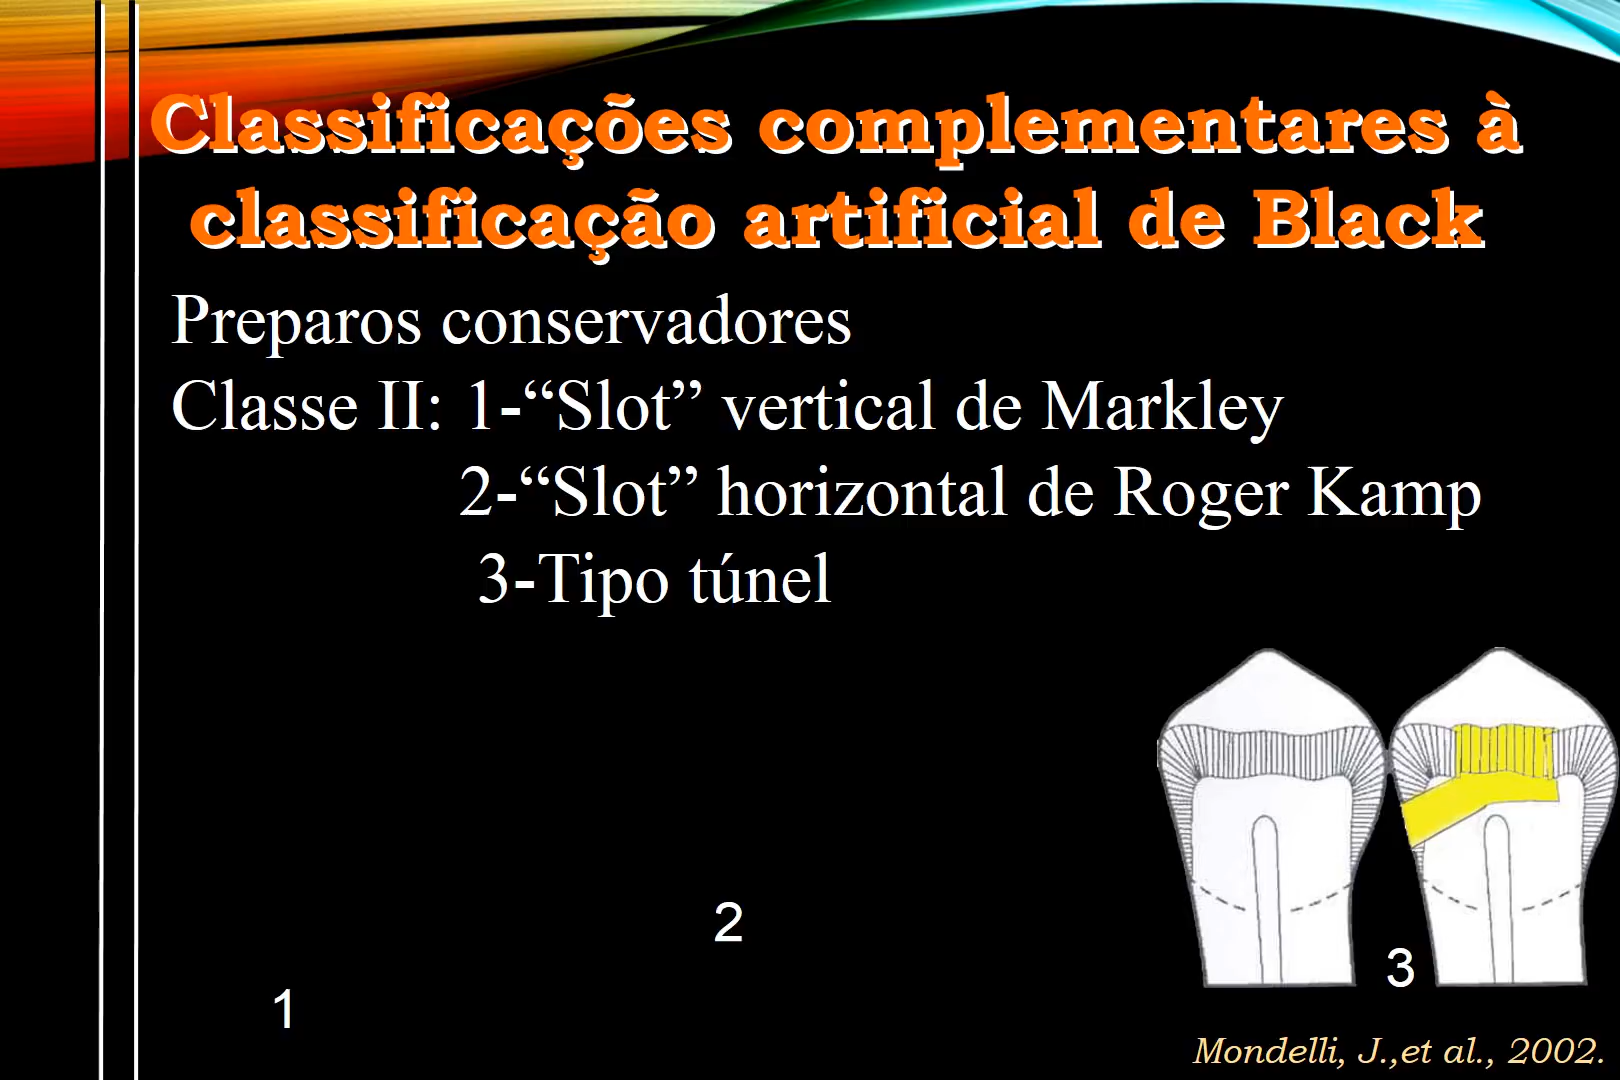 Classificações complementares à
classificação artificial de Black
Preparos conservadores
Classe II: 1-“Slot” vertical de Markley
2-“Slot” horizontal de Roger Kamp
3-Tipo túnel
2
3
1
Mondelli, J.,et al., 2002.